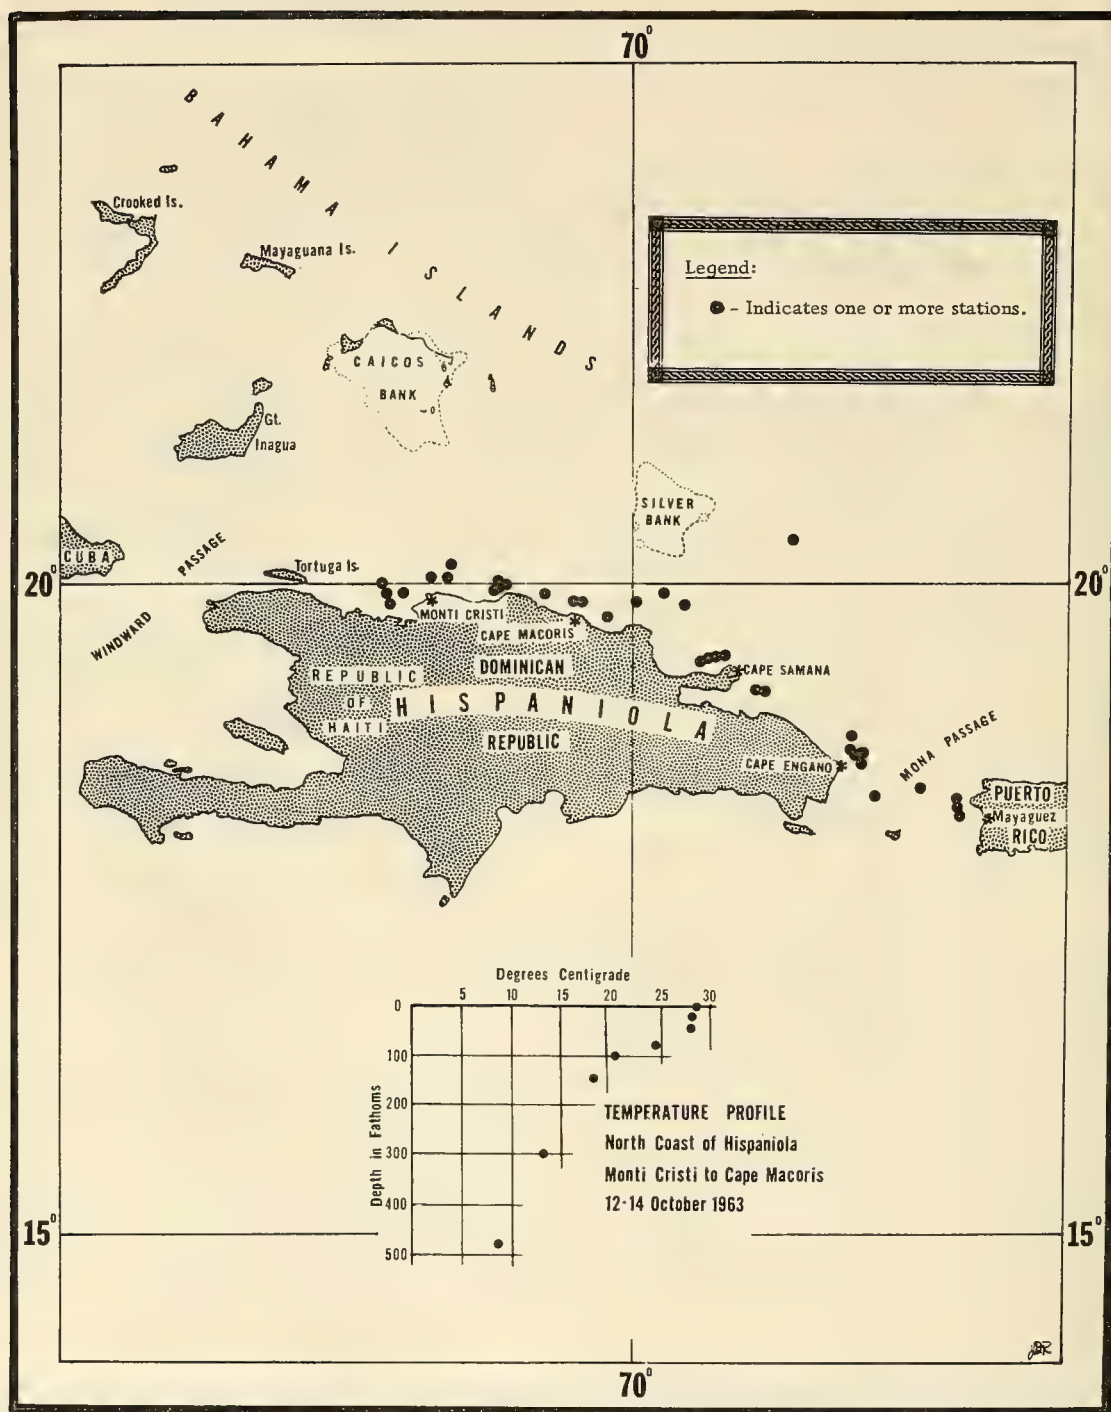 70°
BAHAMA ISLANDS
Crooked Is.
Mayaguana Is.
Legend:
- Indicates one or more stations.
CAICOS
BANK
Gt.
Inagua
SILVER
BANK
CUBA
WINDWARD PASSAGE
Tortuga Is.
20°
20°
MONTI CRISTI
CAPE MACORIS
DOMINICAN
REPUBLIC
OF
HAITI
HISPANIOLA
REPUBLIC
CAPE SAMANA
CAPE ENGANO
MONA PASSAGE
PUERTO
Mayaguez
RICO
Degrees Centigrade
5 10 15 20 25 30
0
100
200
300
400
500
Depth in Fathoms
TEMPERATURE PROFILE
North Coast of Hispaniola
Monti Cristi to Cape Macoris
12-14 October 1963
15°
15°
70°